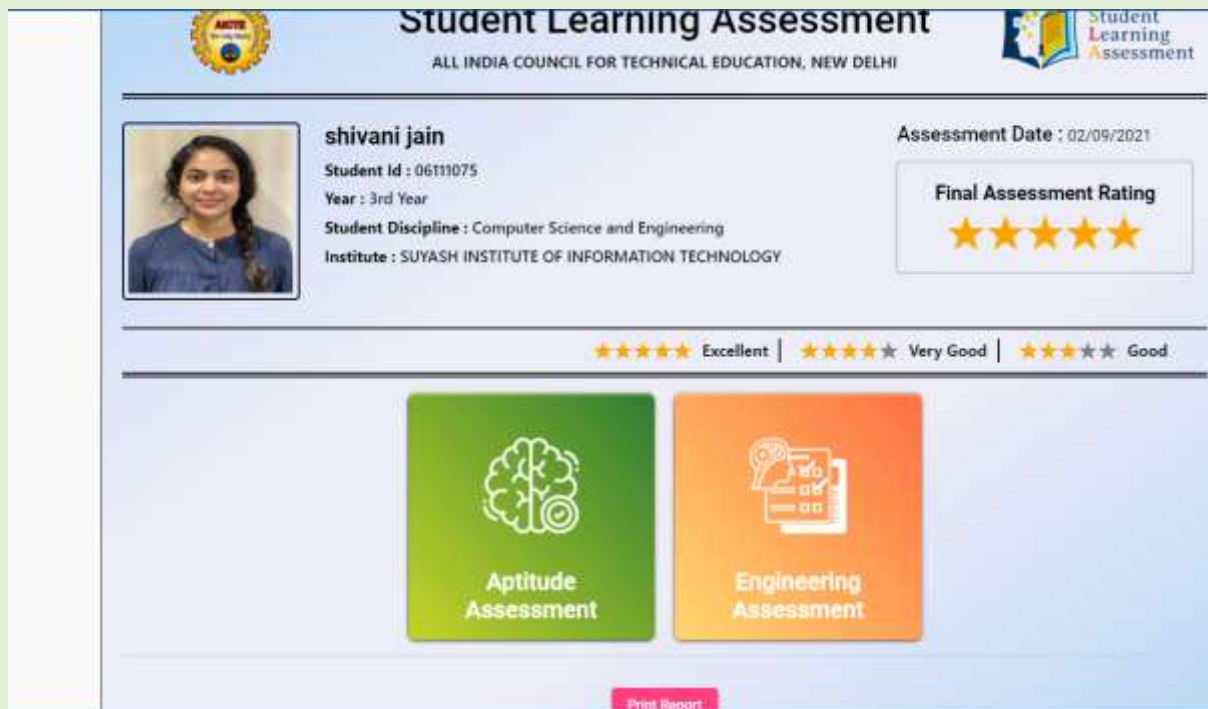 AICTE
Student Learning Assessment
ALL INDIA COUNCIL FOR TECHNICAL EDUCATION, NEW DELHI
Student
Learning
Assessment
shivani jain
Student Id : 06111075
Year : 3rd Year
Student Discipline : Computer Science and Engineering
Institute : SUYASH INSTITUTE OF INFORMATION TECHNOLOGY
Assessment Date : 02/09/2021
Final Assessment Rating
Excellent | Very Good | Good
Aptitude
Assessment
Engineering
Assessment
Print Report